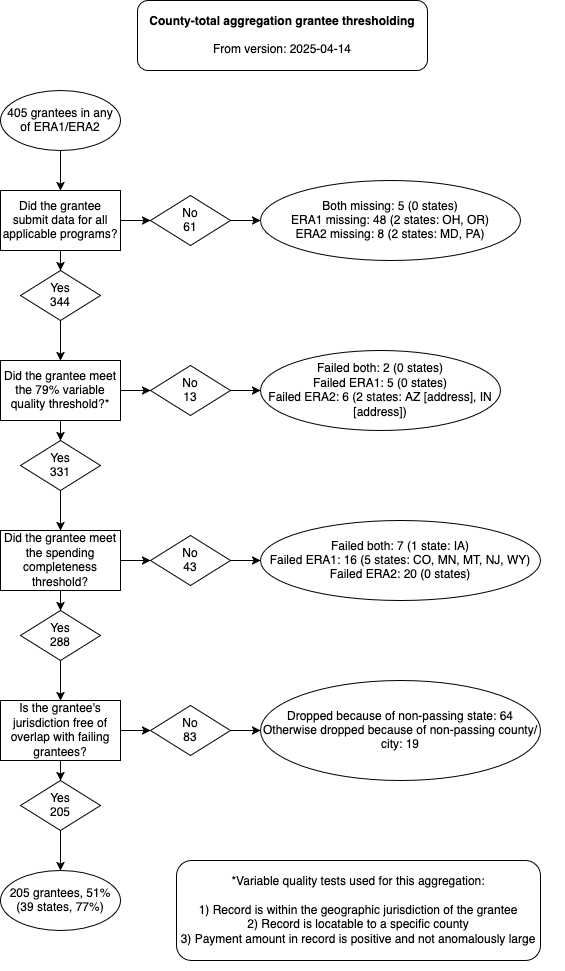 County-total aggregation grantee thresholding
From version: 2025-04-14
405 grantees in any
of ERA1/ERA2
Did the grantee
submit data for all
applicable programs?
No
61
Both missing: 5 (0 states)
ERA1 missing: 48 (2 states: OH, OR)
ERA2 missing: 8 (2 states: MD, PA)
Yes
344
Did the grantee meet
the 79% variable
quality threshold?*
No
13
Failed both: 2 (0 states)
Failed ERA1: 5 (0 states)
Failed ERA2: 6 (2 states: AZ [address], IN
[address])
Yes
331
Did the grantee meet
the spending
completeness
threshold?
No
43
Failed both: 7 (1 state: IA)
Failed ERA1: 16 (5 states: CO, MN, MT, NJ, WY)
Failed ERA2: 20 (0 states)
Yes
288
Is the grantee's
jurisdiction free of
overlap with failing
grantees?
No
83
Dropped because of non-passing state: 64
Otherwise dropped because of non-passing county/
city: 19
Yes
205
205 grantees, 51%
(39 states, 77%)
*Variable quality tests used for this aggregation:
1) Record is within the geographic jurisdiction of the grantee
2) Record is locatable to a specific county
3) Payment amount in record is positive and not anomalously large